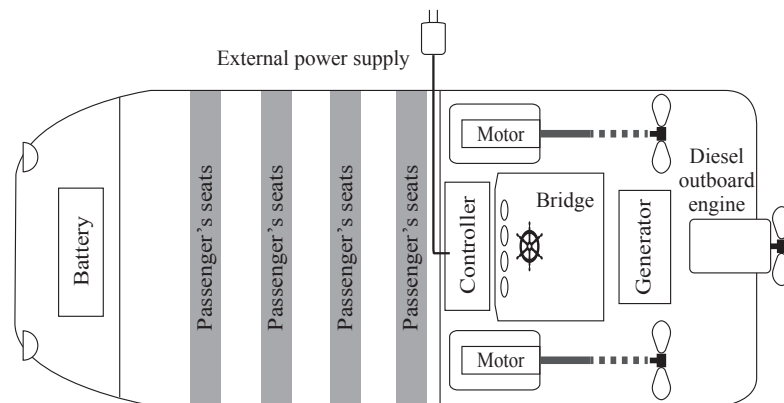 External power supply
Motor
Diesel
outboard
engine
Battery
Passenger's seats
Passenger's seats
Passenger's seats
Passenger's seats
Controller
Bridge
Generator
Motor